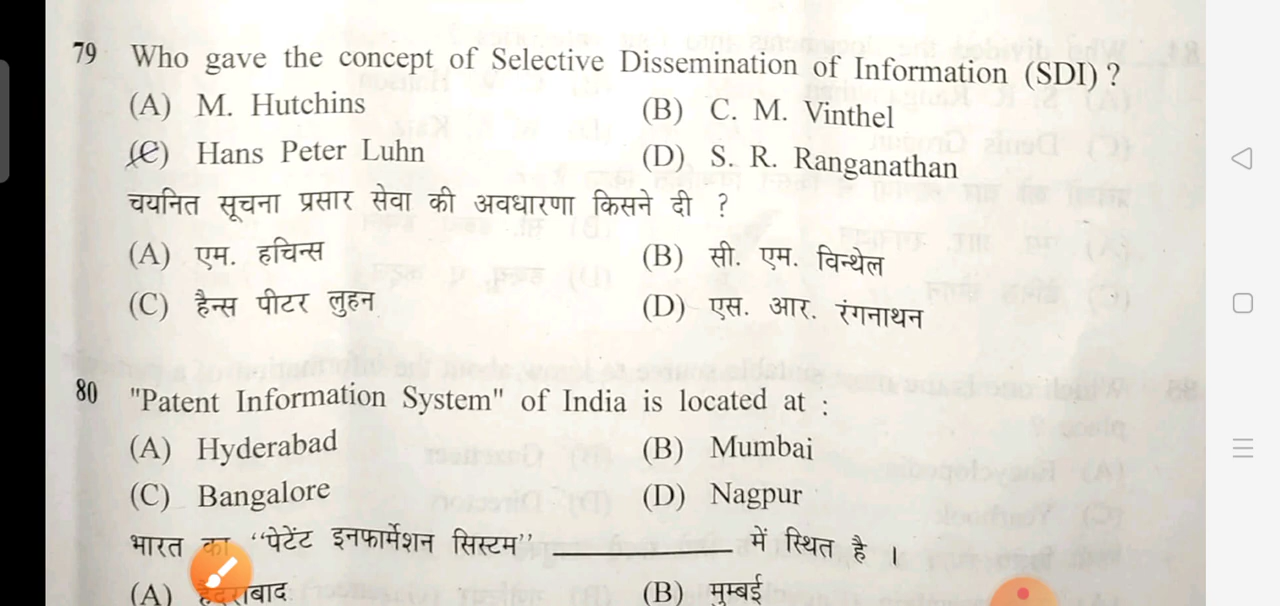 79 Who gave the concept of Selective Dissemination of Information (SDI) ?
(A) M. Hutchins (B) C. M. Vinthel
(C) Hans Peter Luhn (D) S. R. Ranganathan
चयनित सूचना प्रसार सेवा की अवधारणा किसने दी ?
(A) एम. हचिन्स (B) सी. एम. विन्थेल
(C) हैन्स पीटर लुहन (D) एस. आर. रंगनाथन
80 "Patent Information System" of India is located at :
(A) Hyderabad (B) Mumbai
(C) Bangalore (D) Nagpur
भारत का “पेटेंट इनफार्मेशन सिस्टम” ____________ में स्थित है ।
(A) हैदराबाद (B) मुम्बई